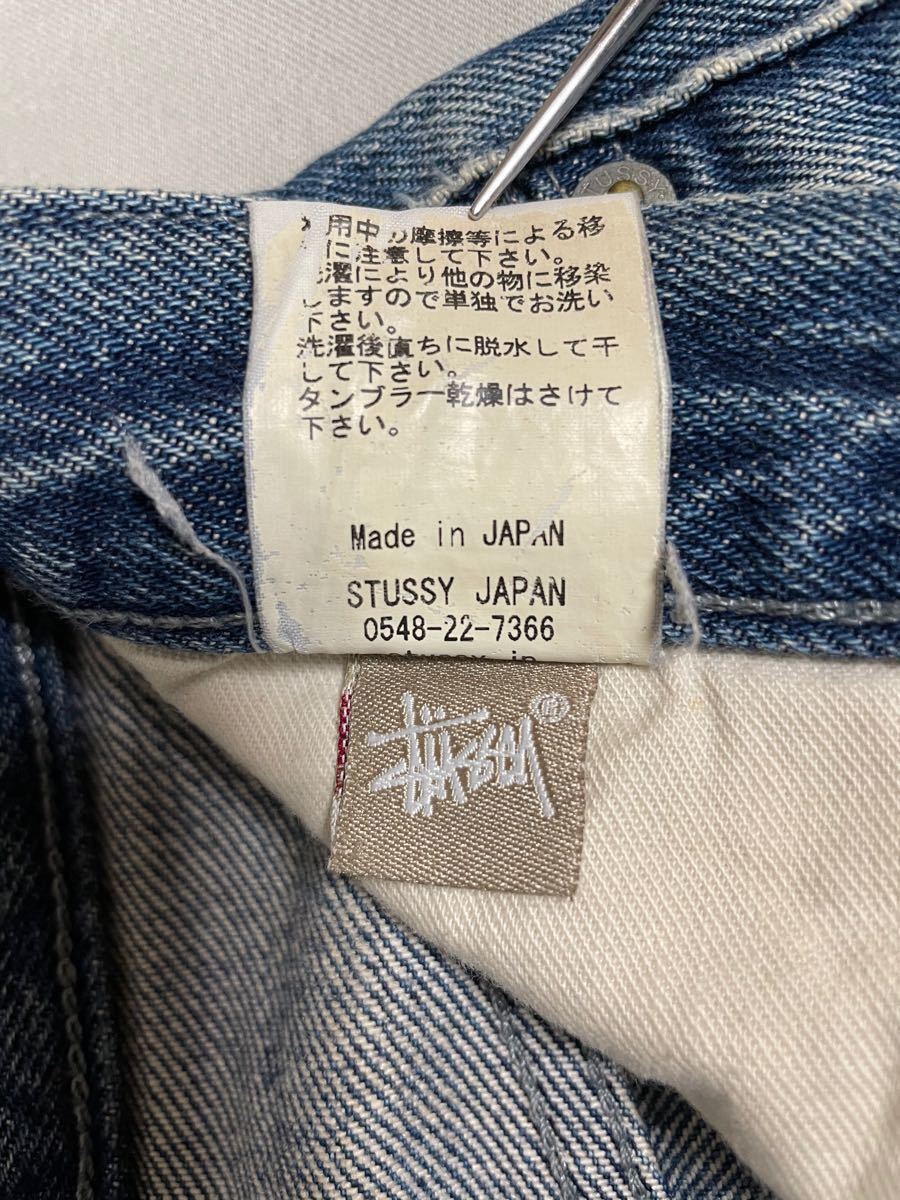 用中の摩擦等による移
に注意して下さい。
洗濯により他の物に移染
しますので単独でお洗い
下さい。
洗濯後直ちに脱水して干
して下さい。
タンブラー乾燥はさけて
下さい。
Made in JAPAN
STUSSY JAPAN
0548-22-7366
Stüssy